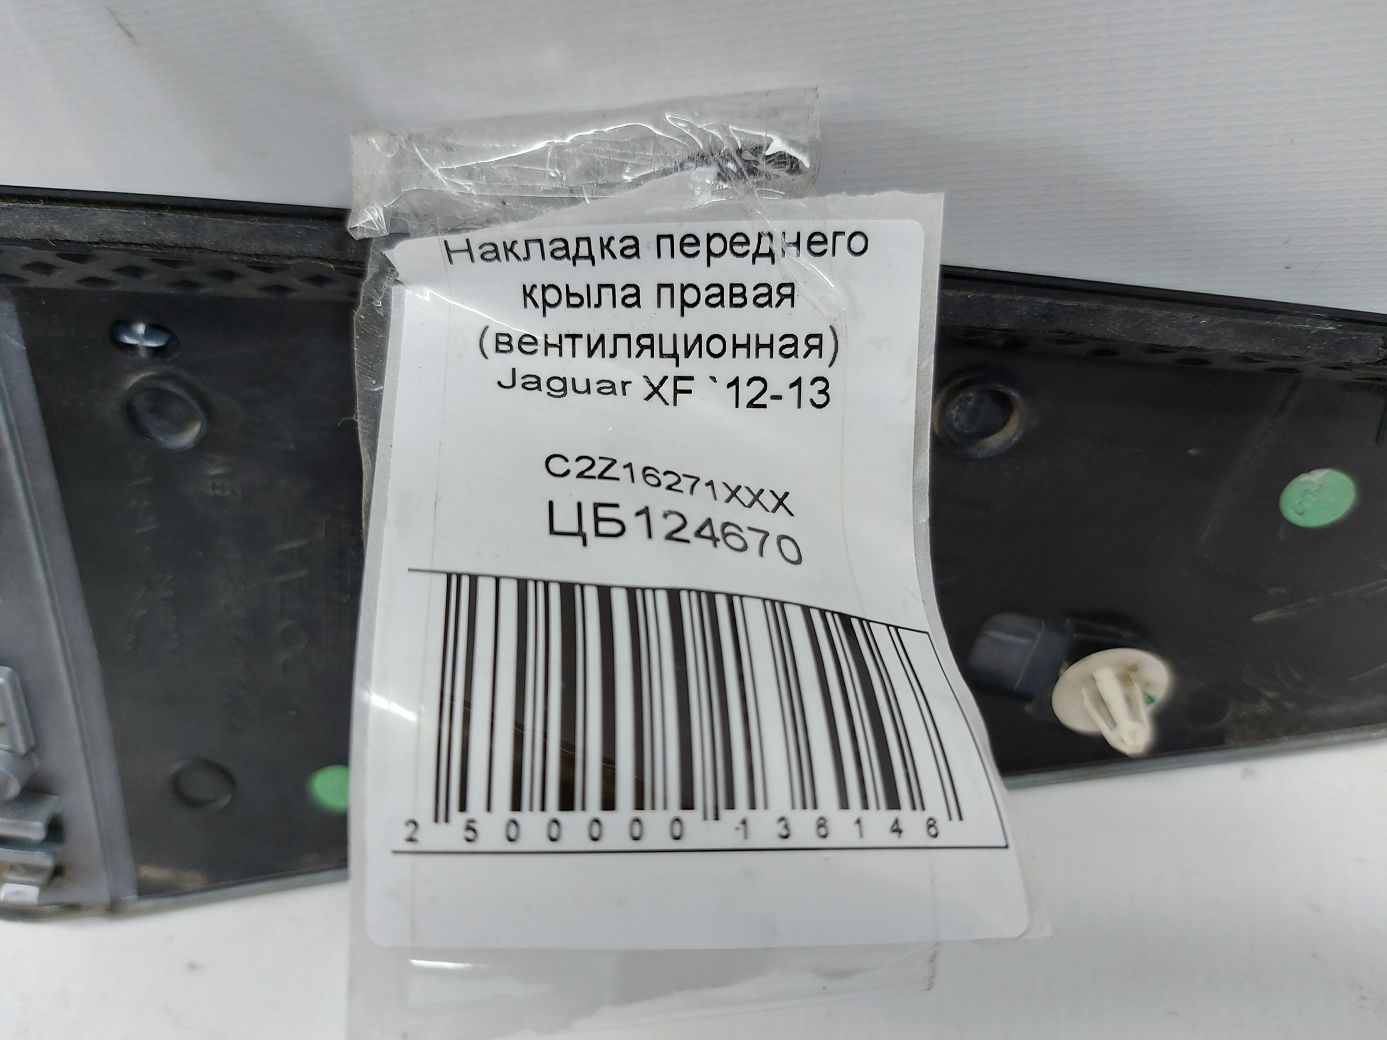 Накладка переднего
крыла правая
(вентиляционная)
Jaguar XF `12-13
C2Z16271XXX
ЦБ124670
2 500000 136146